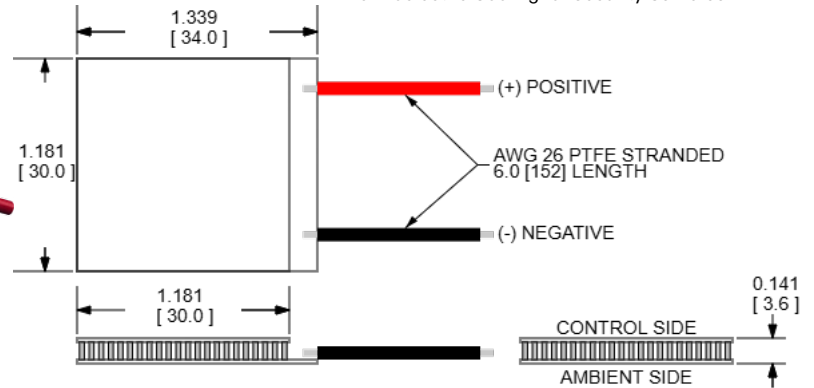 1.339
[ 34.0 ]
(+) POSITIVE
1.181
[ 30.0 ]
AWG 26 PTFE STRANDED
6.0 [152] LENGTH
(-) NEGATIVE
1.181
[ 30.0 ]
0.141
[ 3.6 ]
CONTROL SIDE
AMBIENT SIDE